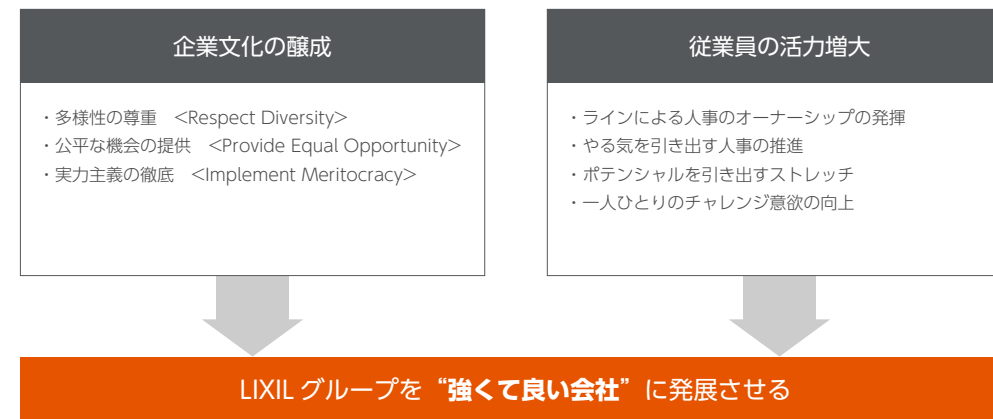 企業文化の醸成
・多様性の尊重　<Respect Diversity>
・公平な機会の提供　<Provide Equal Opportunity>
・実力主義の徹底　<Implement Meritocracy>
従業員の活力増大
・ラインによる人事のオーナーシップの発揮
・やる気を引き出す人事の推進
・ポテンシャルを引き出すストレッチ
・一人ひとりのチャレンジ意欲の向上
LIXIL グループを“強くて良い会社”に発展させる